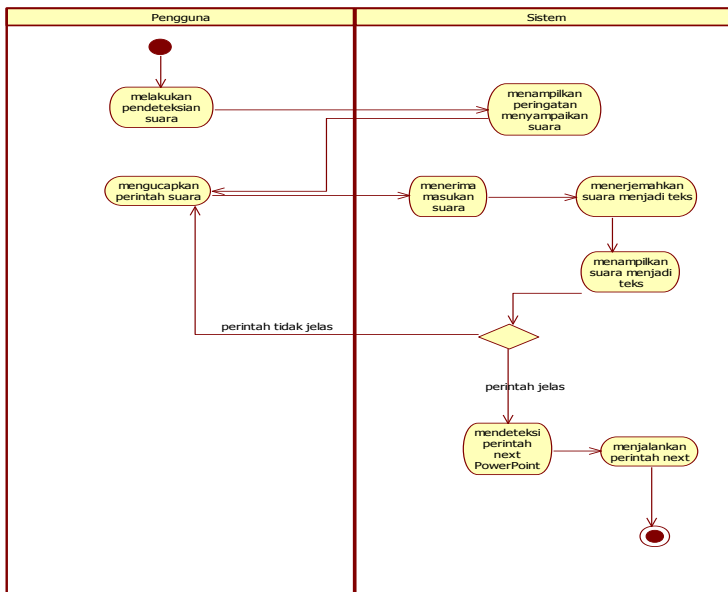 Pengguna
Sistem
melakukan
pendeteksian
suara
menampilkan
peringatan
menyampaikan
suara
mengucapkan
perintah suara
menerima
masukan
suara
menerjemahkan
suara menjadi teks
menampilkan
suara menjadi
teks
perintah tidak jelas
perintah jelas
mendeteksi
perintah
next
PowerPoint
menjalankan
perintah next